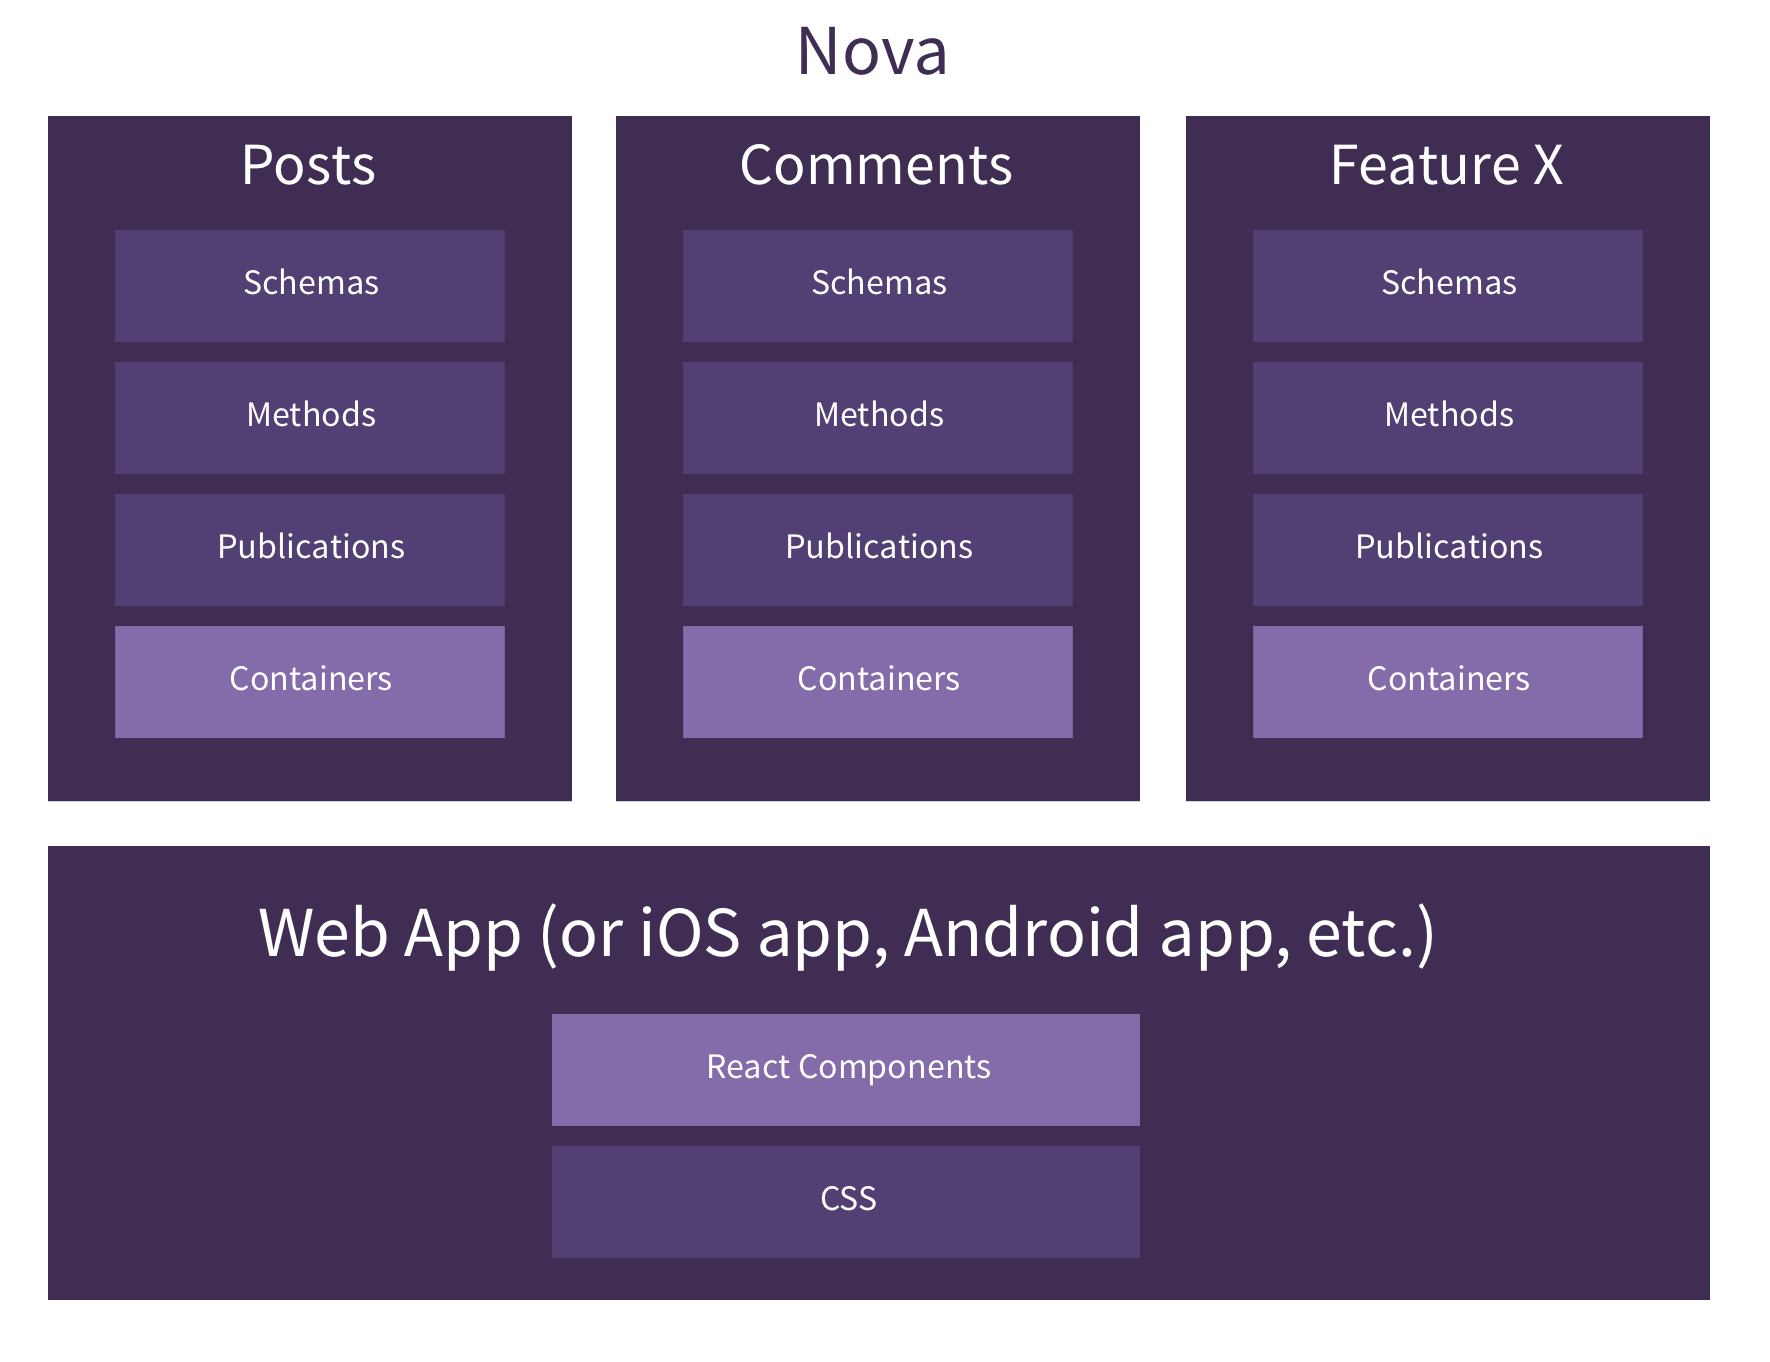 Nova
Posts
Schemas
Methods
Publications
Containers
Comments
Schemas
Methods
Publications
Containers
Feature X
Schemas
Methods
Publications
Containers
Web App (or iOS app, Android app, etc.)
React Components
CSS